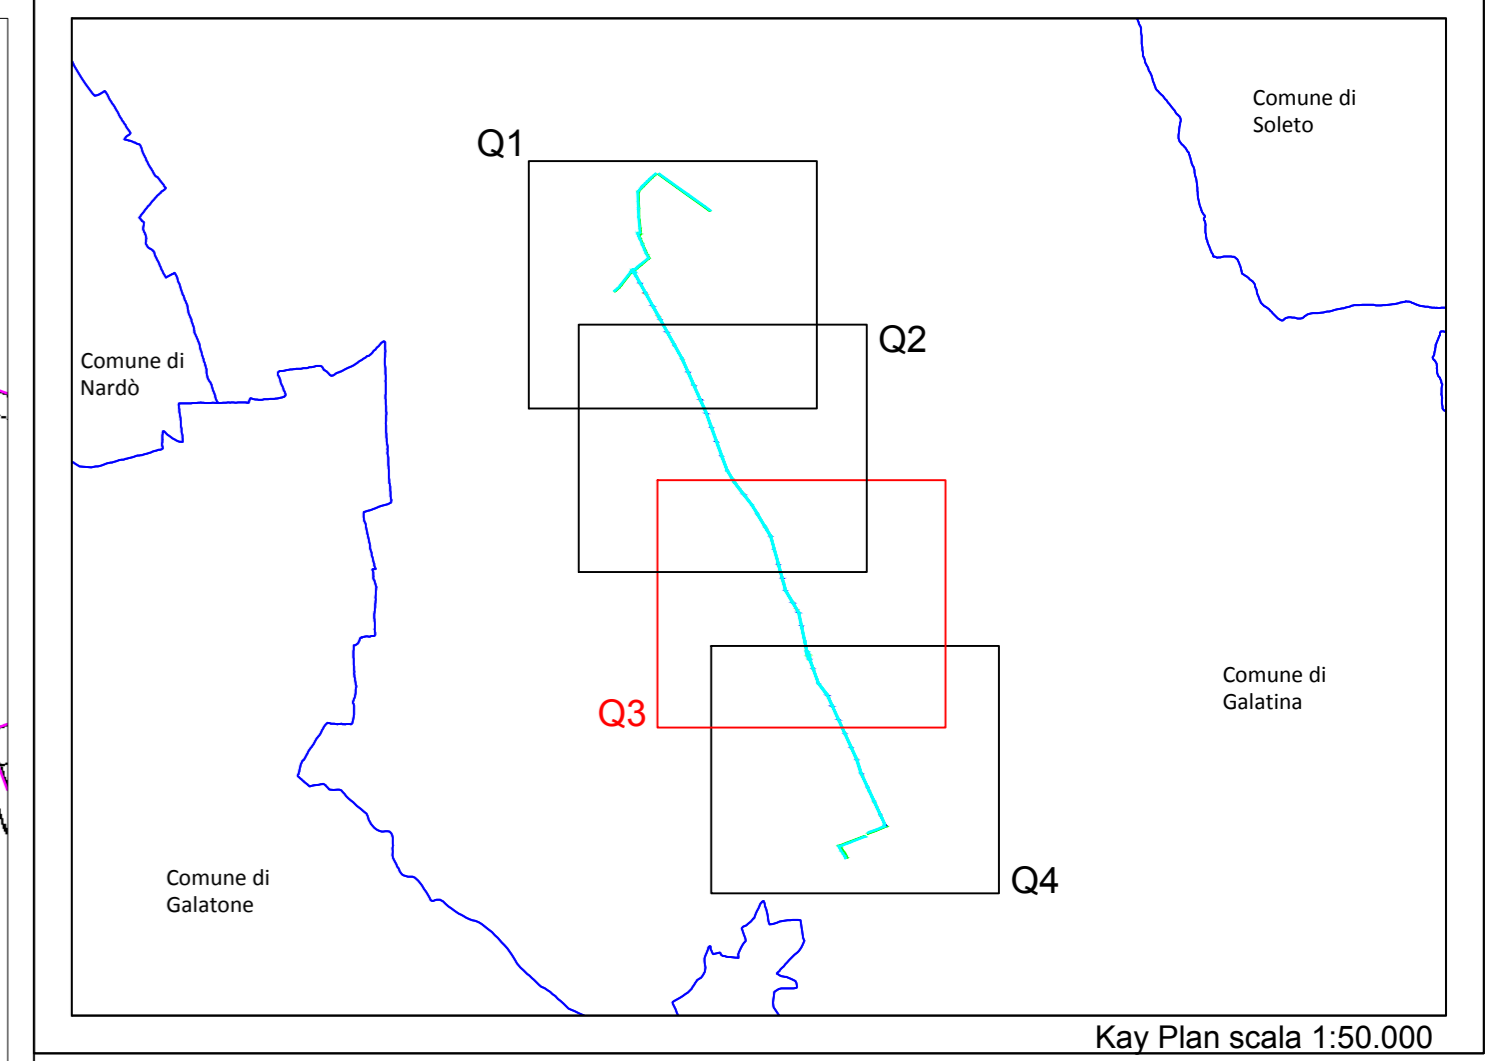 Comune di
Soleto
Q1
Q2
Comune di
Nardò
Comune di
Galatina
Q3
Comune di
Galatone
Q4
Kay Plan scala 1:50.000